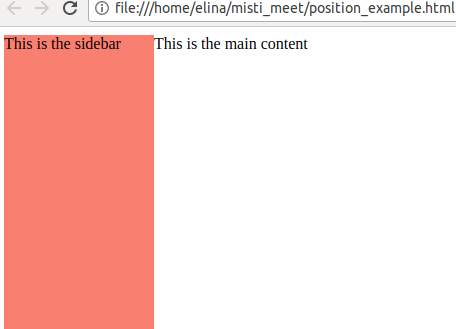 file:///home/elina/misti_meet/position_example.html
This is the sidebar
This is the main content